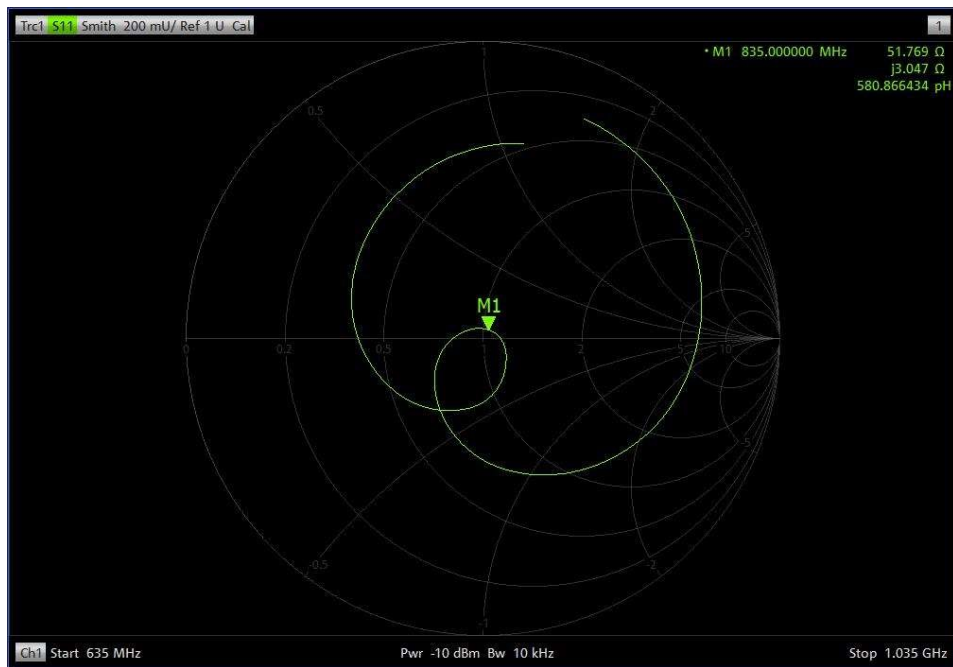 Trc1 S11 Smith 200 mU/ Ref 1 U Cal
1
• M1 835.000000 MHz 51.769 Ω
j3.047 Ω
580.866434 pH
1
0.5
2
5
M1
0 0.2 0.5 1 2 5 10
-5
-0.5
-2
-1
Ch1 Start 635 MHz Pwr -10 dBm Bw 10 kHz Stop 1.035 GHz